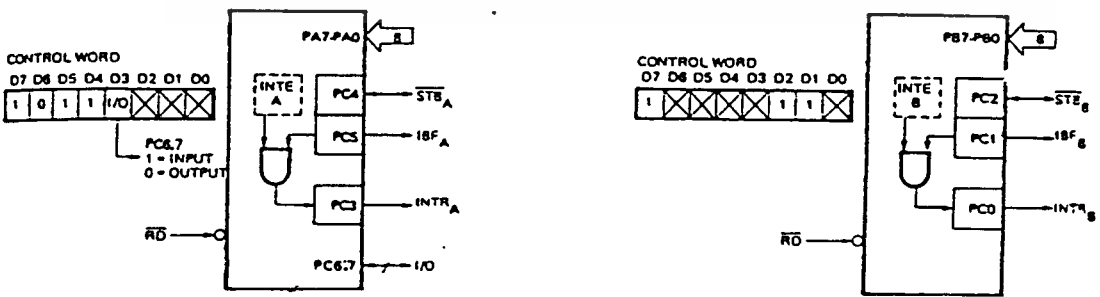 PA7-PA0
8
CONTROL WORD
D7 D6 D5 D4 D3 D2 D1 D0
1 0 1 1 I/O
PC6,7
1 = INPUT
0 = OUTPUT
INTE
A
PC4
STBA
PC5
IBFA
PC3
INTRA
RD
PC6,7
I/O
PB7-PB0
8
CONTROL WORD
D7 D6 D5 D4 D3 D2 D1 D0
1 1 1
INTE
B
PC2
STBB
PC1
IBFB
PC0
INTRB
RD